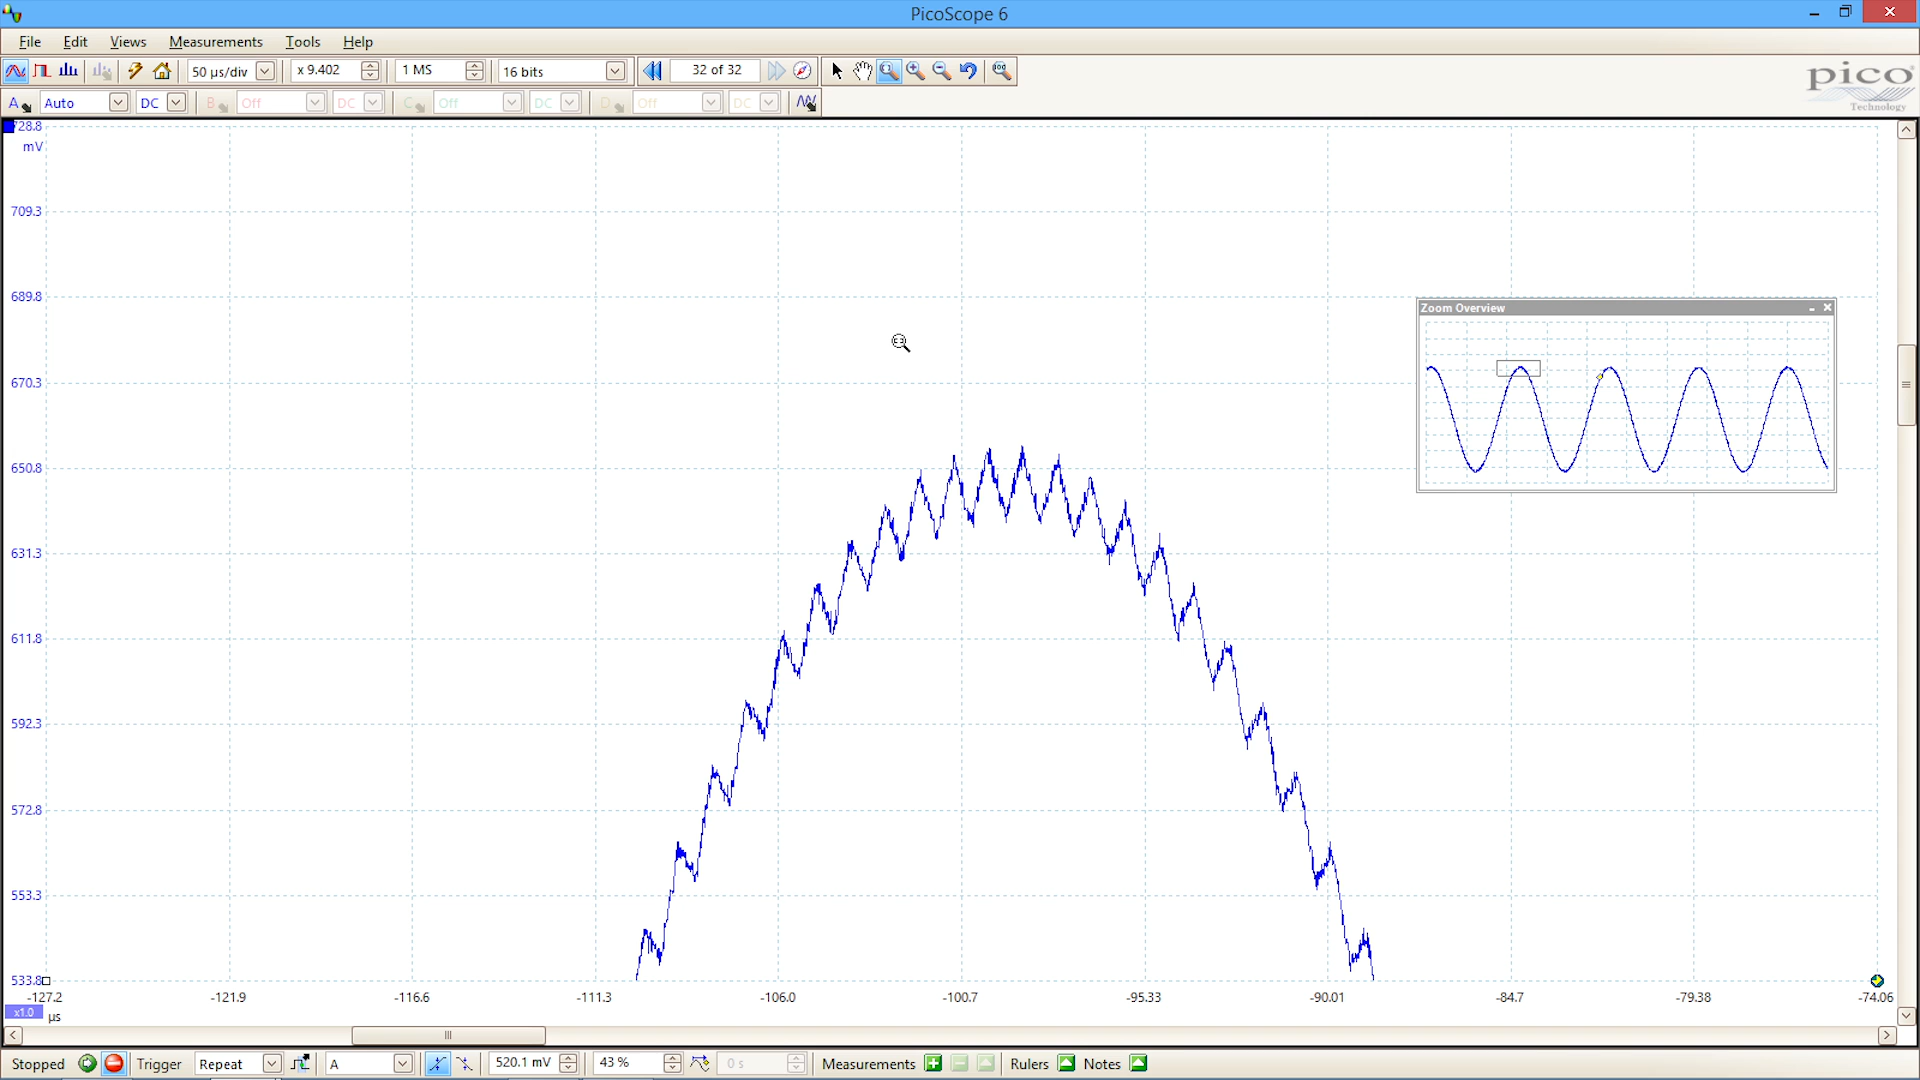 PicoScope 6
File Edit Views Measurements Tools Help
50 µs/div x 9.402 1 MS 16 bits 32 of 32
A Auto DC B Off DC C Off DC D Off DC
pico
Technology
728.8
mV
709.3
689.8
Zoom Overview
670.3
650.8
631.3
611.8
592.3
572.8
553.3
533.8
-127.2 -121.9 -116.6 -111.3 -106.0 -100.7 -95.33 -90.01 -84.7 -79.38 -74.06
x1.0 µs
Stopped Trigger Repeat A 520.1 mV 43 % 0 s Measurements Rulers Notes